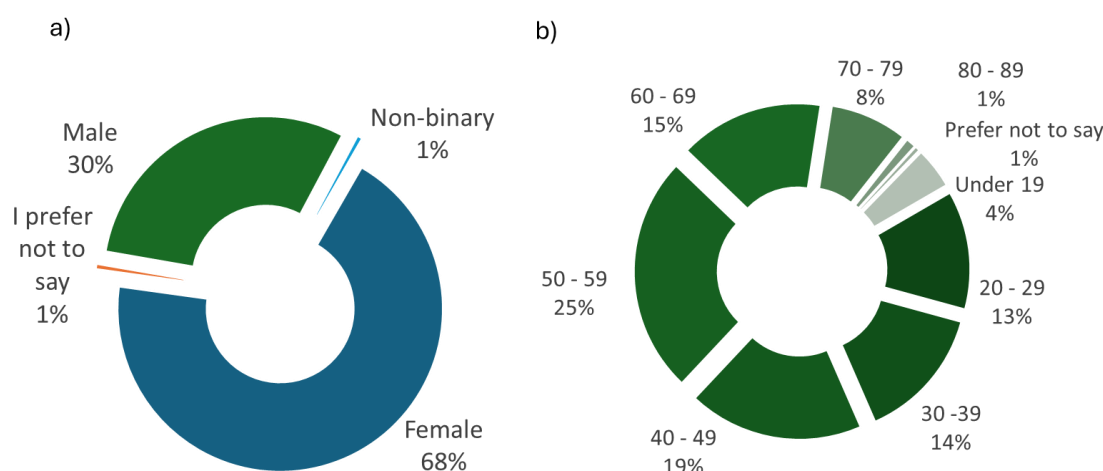 a)
Male
30%
Non-binary
1%
I prefer
not to
say
1%
Female
68%
b)
70 - 79
8%
80 - 89
1%
Prefer not to say
1%
Under 19
4%
20 - 29
13%
30 -39
14%
40 - 49
19%
50 - 59
25%
60 - 69
15%